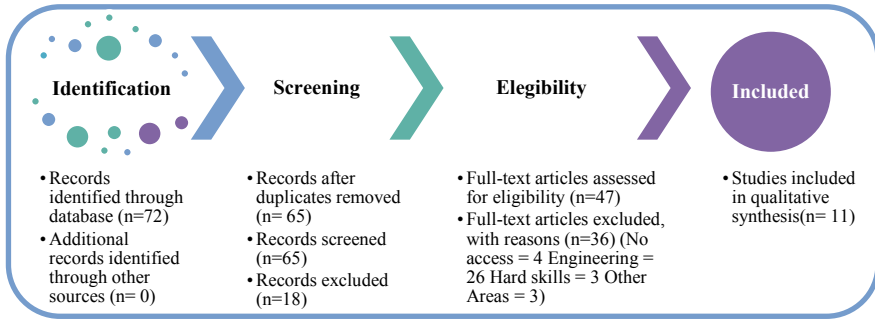 Identification
Screening
Elegibility
Included
• Records
identified through
database (n=72)
• Additional
records identified
through other
sources (n= 0)
• Records after
duplicates removed
(n= 65)
• Records screened
(n=65)
• Records excluded
(n=18)
• Full-text articles assessed
for eligibility (n=47)
• Full-text articles excluded,
with reasons (n=36) (No
access = 4 Engineering =
26 Hard skills = 3 Other
Areas = 3)
• Studies included
in qualitative
synthesis(n= 11)